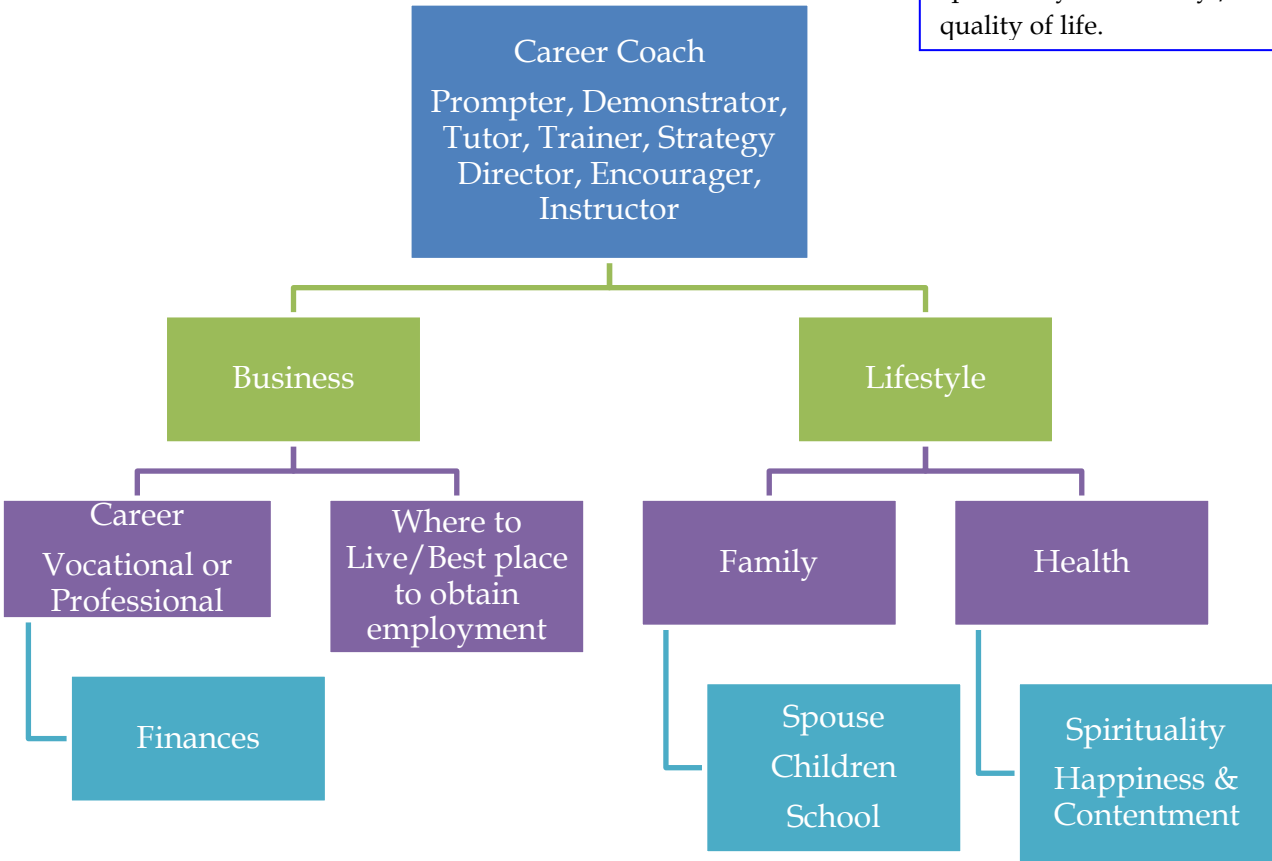 quality of life.
Career Coach
Prompter, Demonstrator,
Tutor, Trainer, Strategy
Director, Encourager,
Instructor
Business
Lifestyle
Career
Vocational or
Professional
Where to
Live/Best place
to obtain
employment
Family
Health
Finances
Spouse
Children
School
Spirituality
Happiness &
Contentment